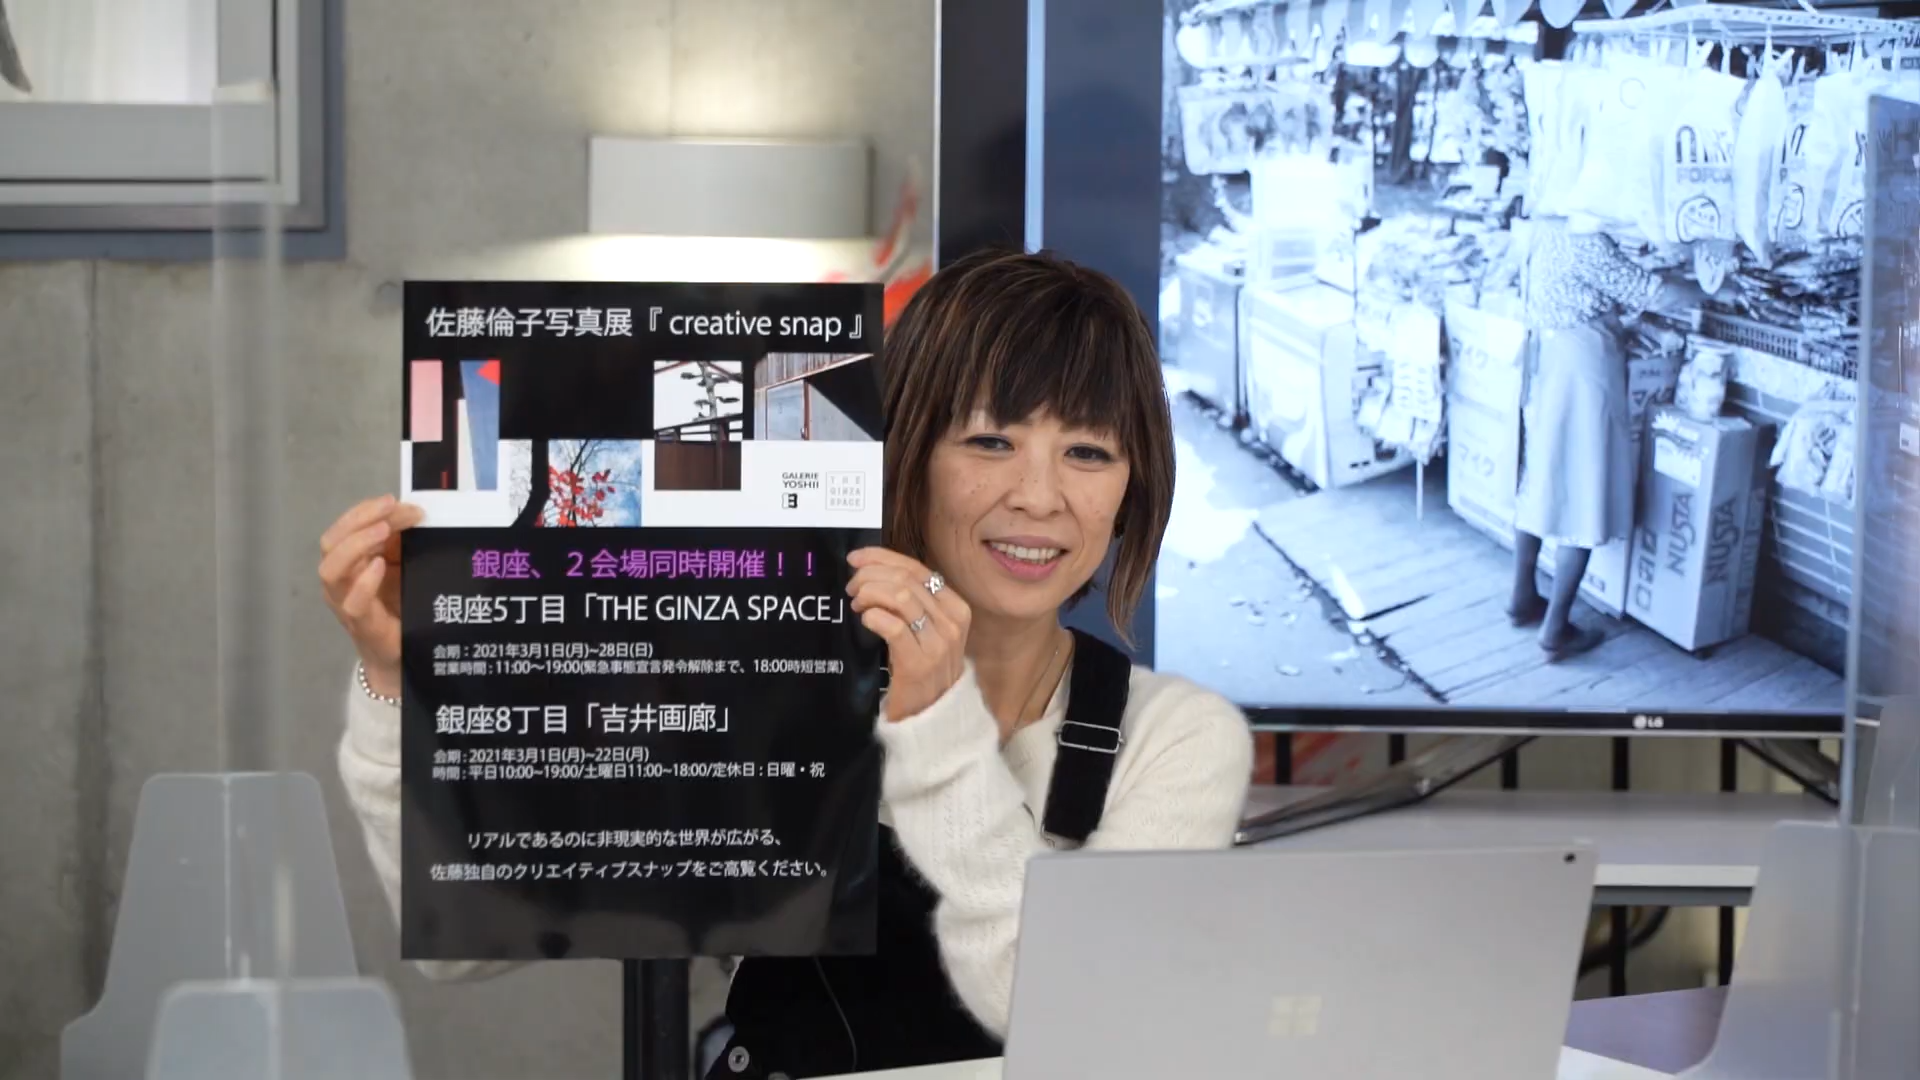 佐藤倫子写真展『 creative snap 』
GALERIE
YOSHII
THE
GINZA
SPACE
銀座、２会場同時開催！！
銀座5丁目「THE GINZA SPACE」
会期：2021年3月1日(月)~28日(日)
営業時間：11:00〜19:00(緊急事態宣言発令解除まで、18:00時短営業)
銀座8丁目「吉井画廊」
会期：2021年3月1日(月)~22日(月)
時間：平日10:00~19:00/土曜日11:00~18:00/定休日：日曜・祝
リアルであるのに非現実的な世界が広がる、
佐藤独自のクリエイティブスナップをご高覧ください。
マイク
マイク
NUSTA
NUSTA
LG